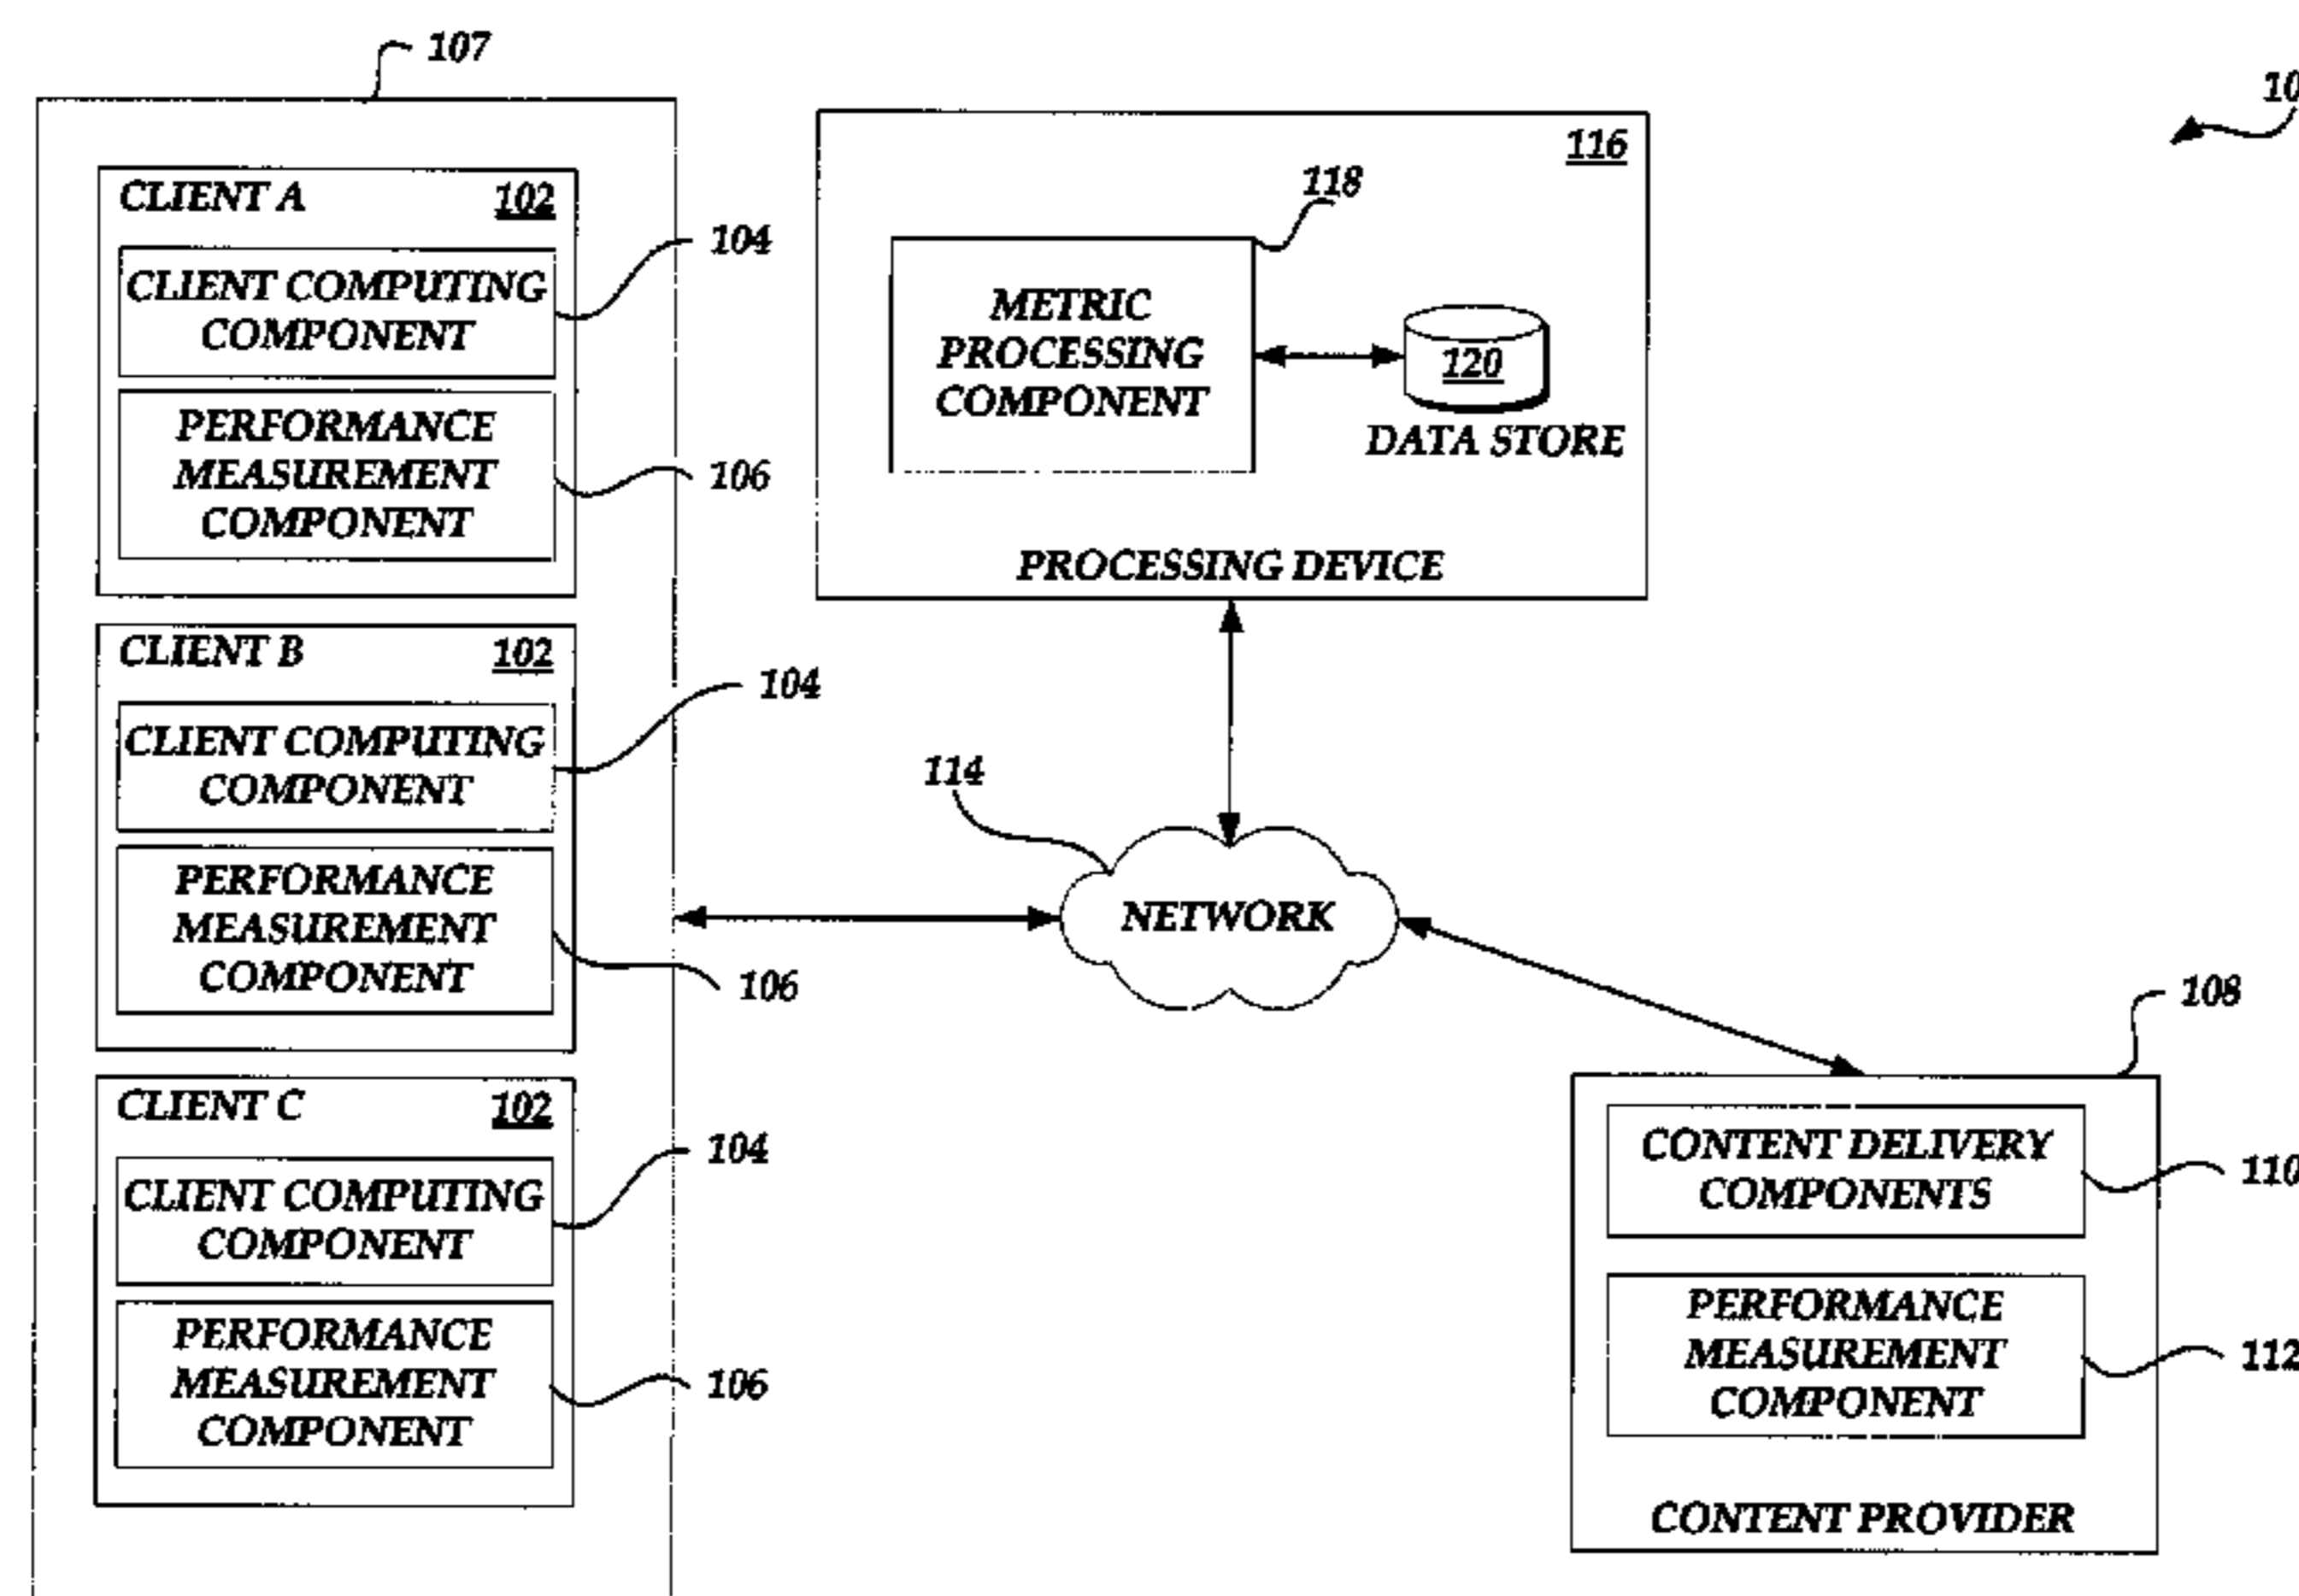 107
10
CLIENT A 102
CLIENT COMPUTING
COMPONENT
104
PERFORMANCE
MEASUREMENT
COMPONENT
106
CLIENT B 102
CLIENT COMPUTING
COMPONENT
104
PERFORMANCE
MEASUREMENT
COMPONENT
106
CLIENT C 102
CLIENT COMPUTING
COMPONENT
104
PERFORMANCE
MEASUREMENT
COMPONENT
106
116
118
METRIC
PROCESSING
COMPONENT
120
DATA STORE
PROCESSING DEVICE
114
NETWORK
108
CONTENT DELIVERY
COMPONENTS
110
PERFORMANCE
MEASUREMENT
COMPONENT
112
CONTENT PROVIDER